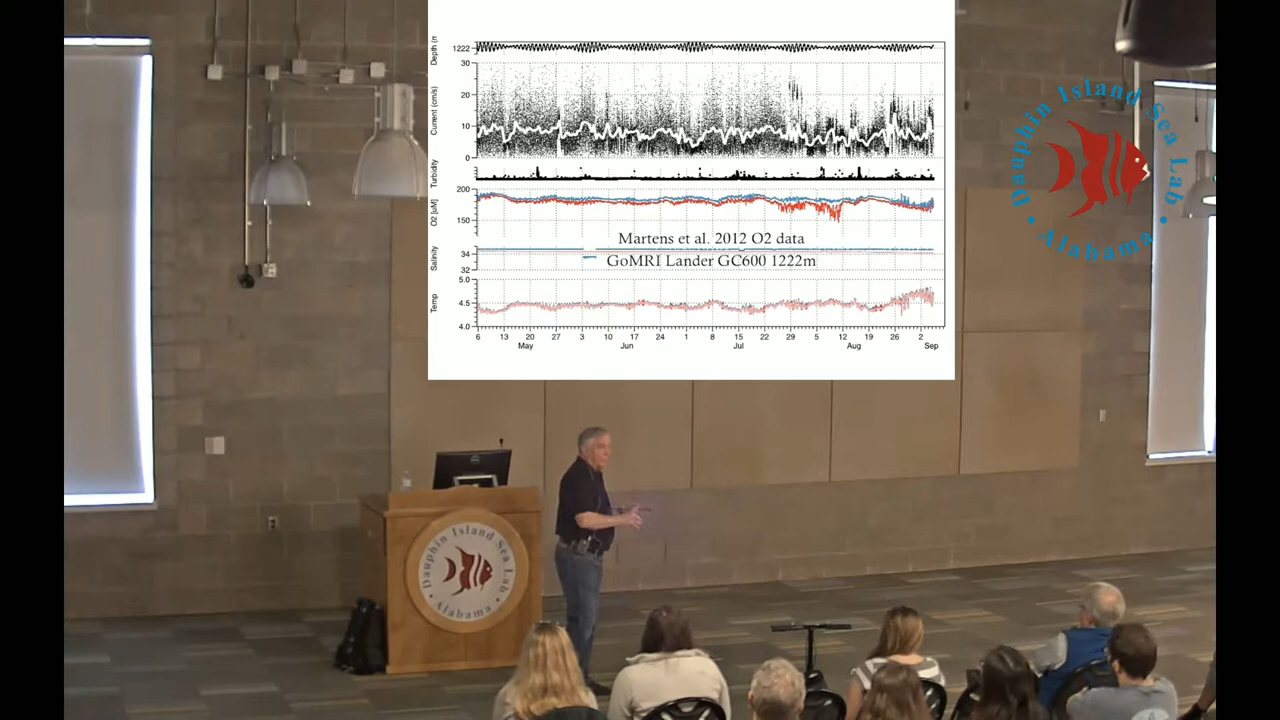 Depth (m
1222
30
20
10
0
Current (cm/s)
Turbidity
200
150
O2 [uM]
Martens et al. 2012 O2 data
GoMRI Lander GC600 1222m
34
32
Salinity
5.0
4.5
4.0
Temp
6 13 20 27 3 10 17 24 1 8 15 22 29 5 12 19 26 2
May Jun Jul Aug Sep
Dauphin Island Sea Lab
Alabama
Dauphin Island Sea Lab
Alabama